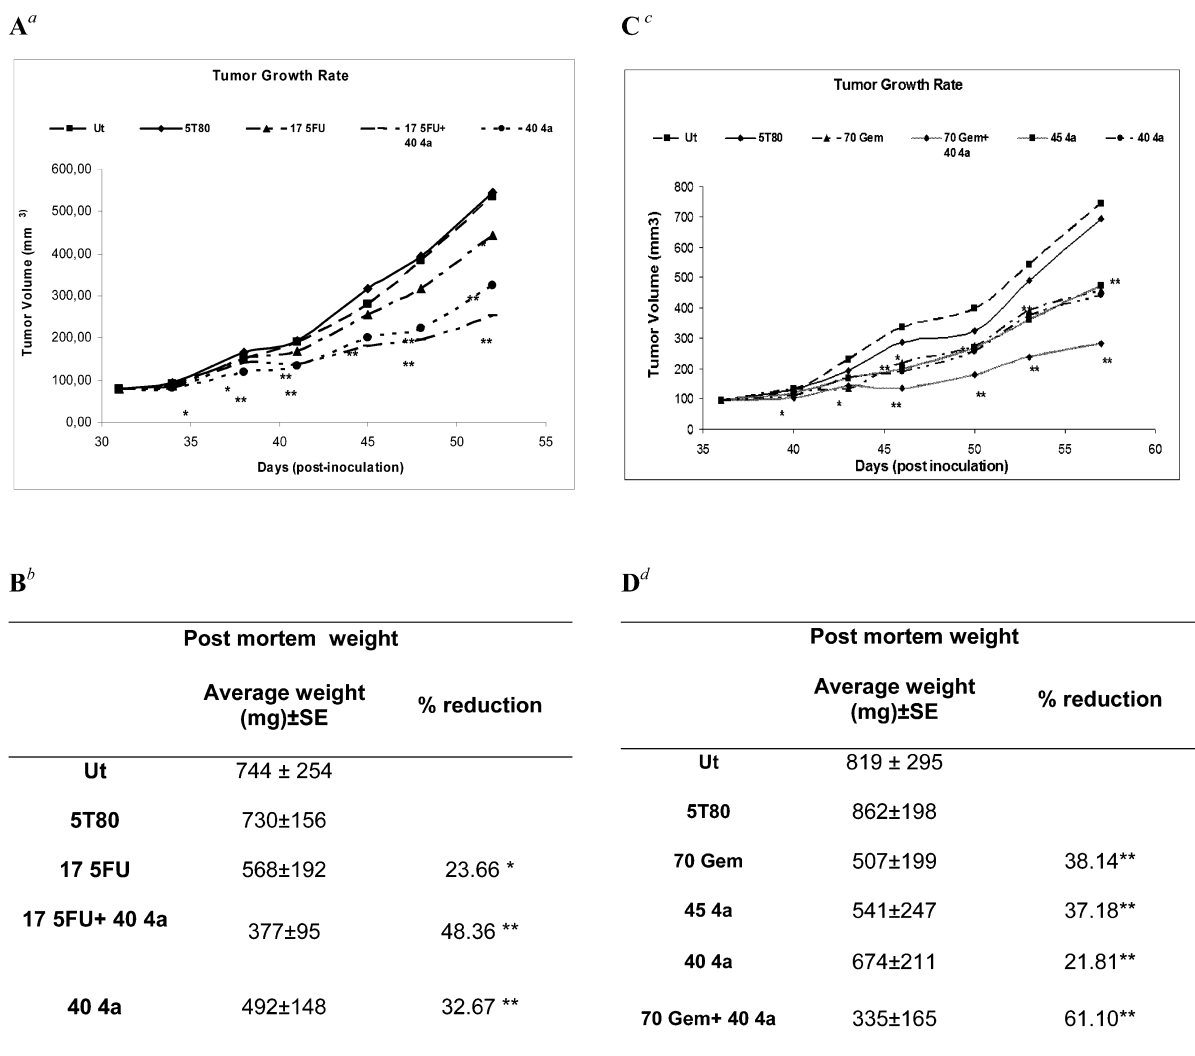 A a
Tumor Growth Rate
Ut 5T80 17 5FU 17 5FU+ 40 4a
40 4a
600,00
500,00
400,00
300,00
200,00
100,00
0,00
Tumor Volume (mm 3)
* * ** ** ** ** ** ** ** ** *
30 35 40 45 50 55
Days (post-inoculation)
C c
Tumor Growth Rate
Ut 5T80 70 Gem 70 Gem+ 45 4a 40 4a
40 4a
800
700
600
500
400
300
200
100
0
Tumor Volume (mm3)
* * * ** ** ** ** ** ** ** **
35 40 45 50 55 60
Days (post inoculation)
B b
Post mortem weight
Average weight % reduction
(mg)±SE
Ut 744 ± 254
5T80 730±156
17 5FU 568±192 23.66 *
17 5FU+ 40 4a 377±95 48.36 **
40 4a 492±148 32.67 **
D d
Post mortem weight
Average weight % reduction
(mg)±SE
Ut 819 ± 295
5T80 862±198
70 Gem 507±199 38.14**
45 4a 541±247 37.18**
40 4a 674±211 21.81**
70 Gem+ 40 4a 335±165 61.10**